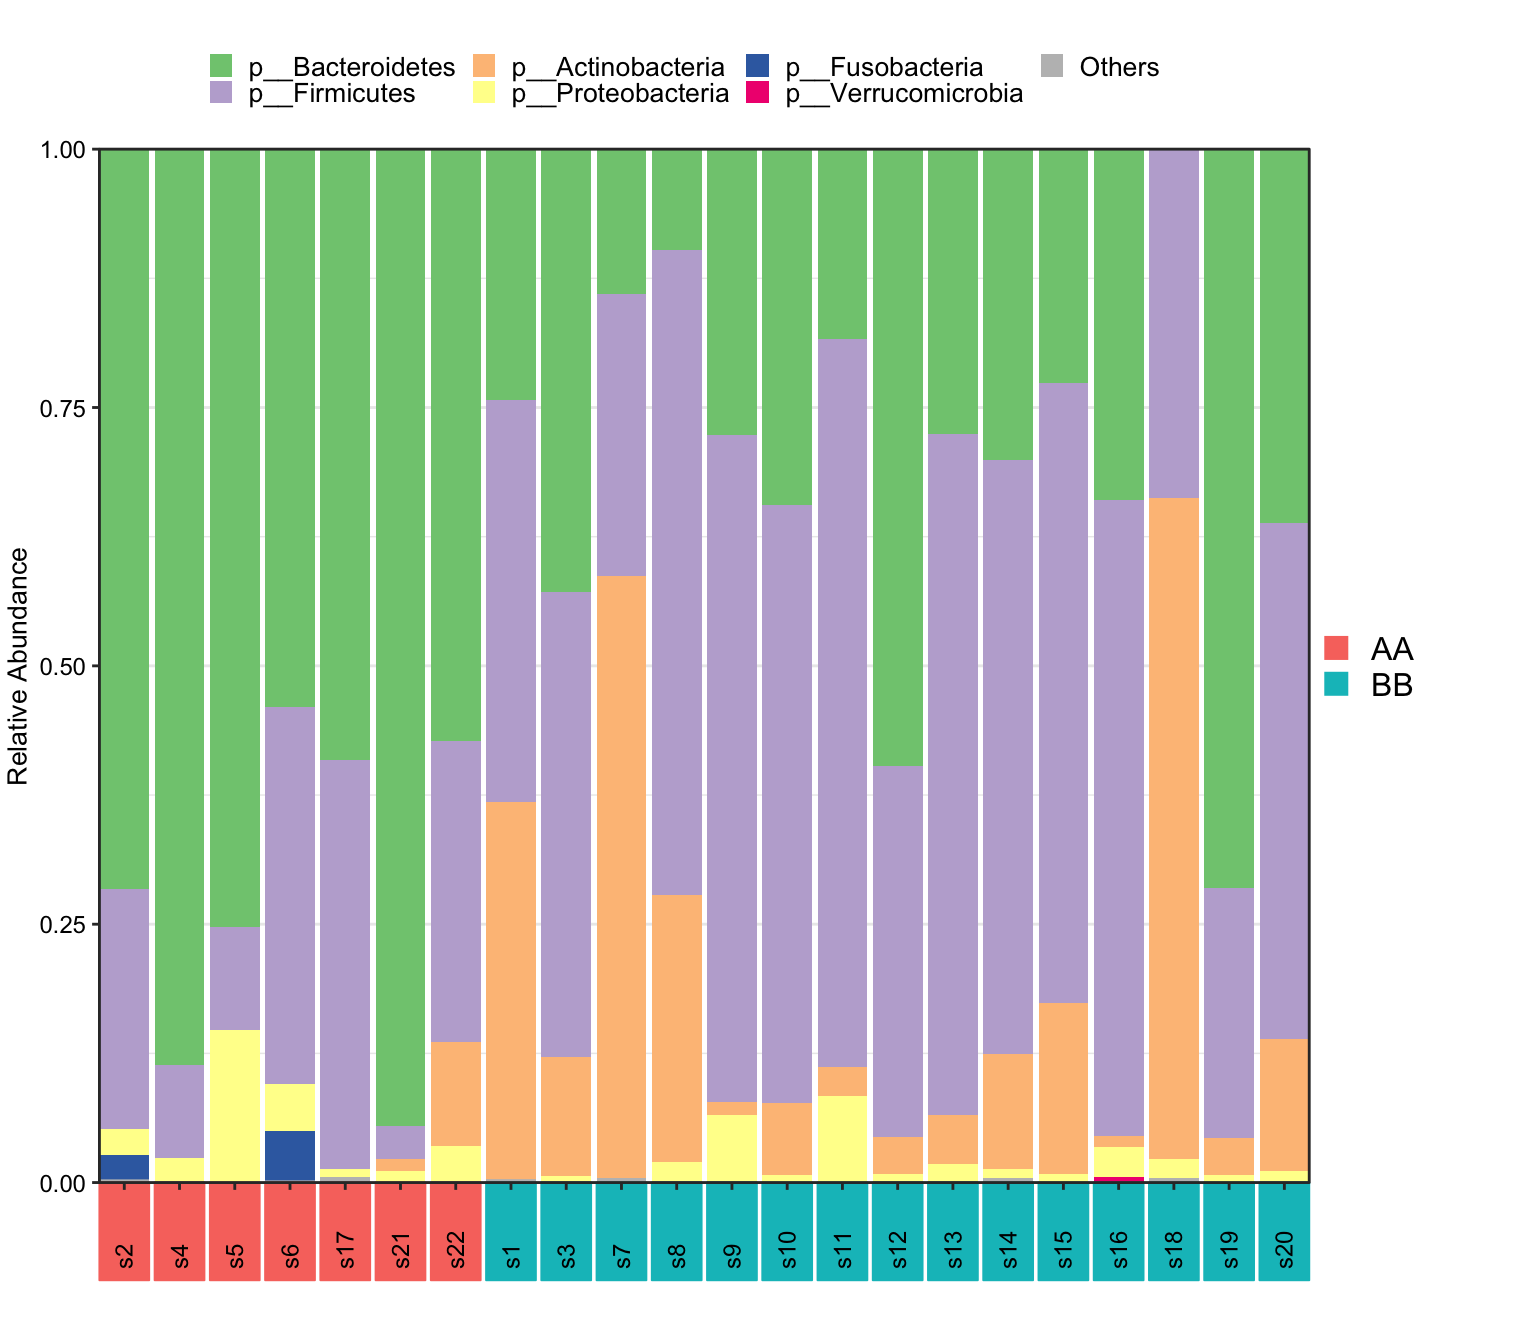 p__Bacteroidetes p__Actinobacteria p__Fusobacteria Others
p__Firmicutes p__Proteobacteria p__Verrucomicrobia
1.00
0.75
0.50
0.25
0.00
Relative Abundance
AA
BB
s2 s4 s5 s6 s17 s21 s22 s1 s3 s7 s8 s9 s10 s11 s12 s13 s14 s15 s16 s18 s19 s20